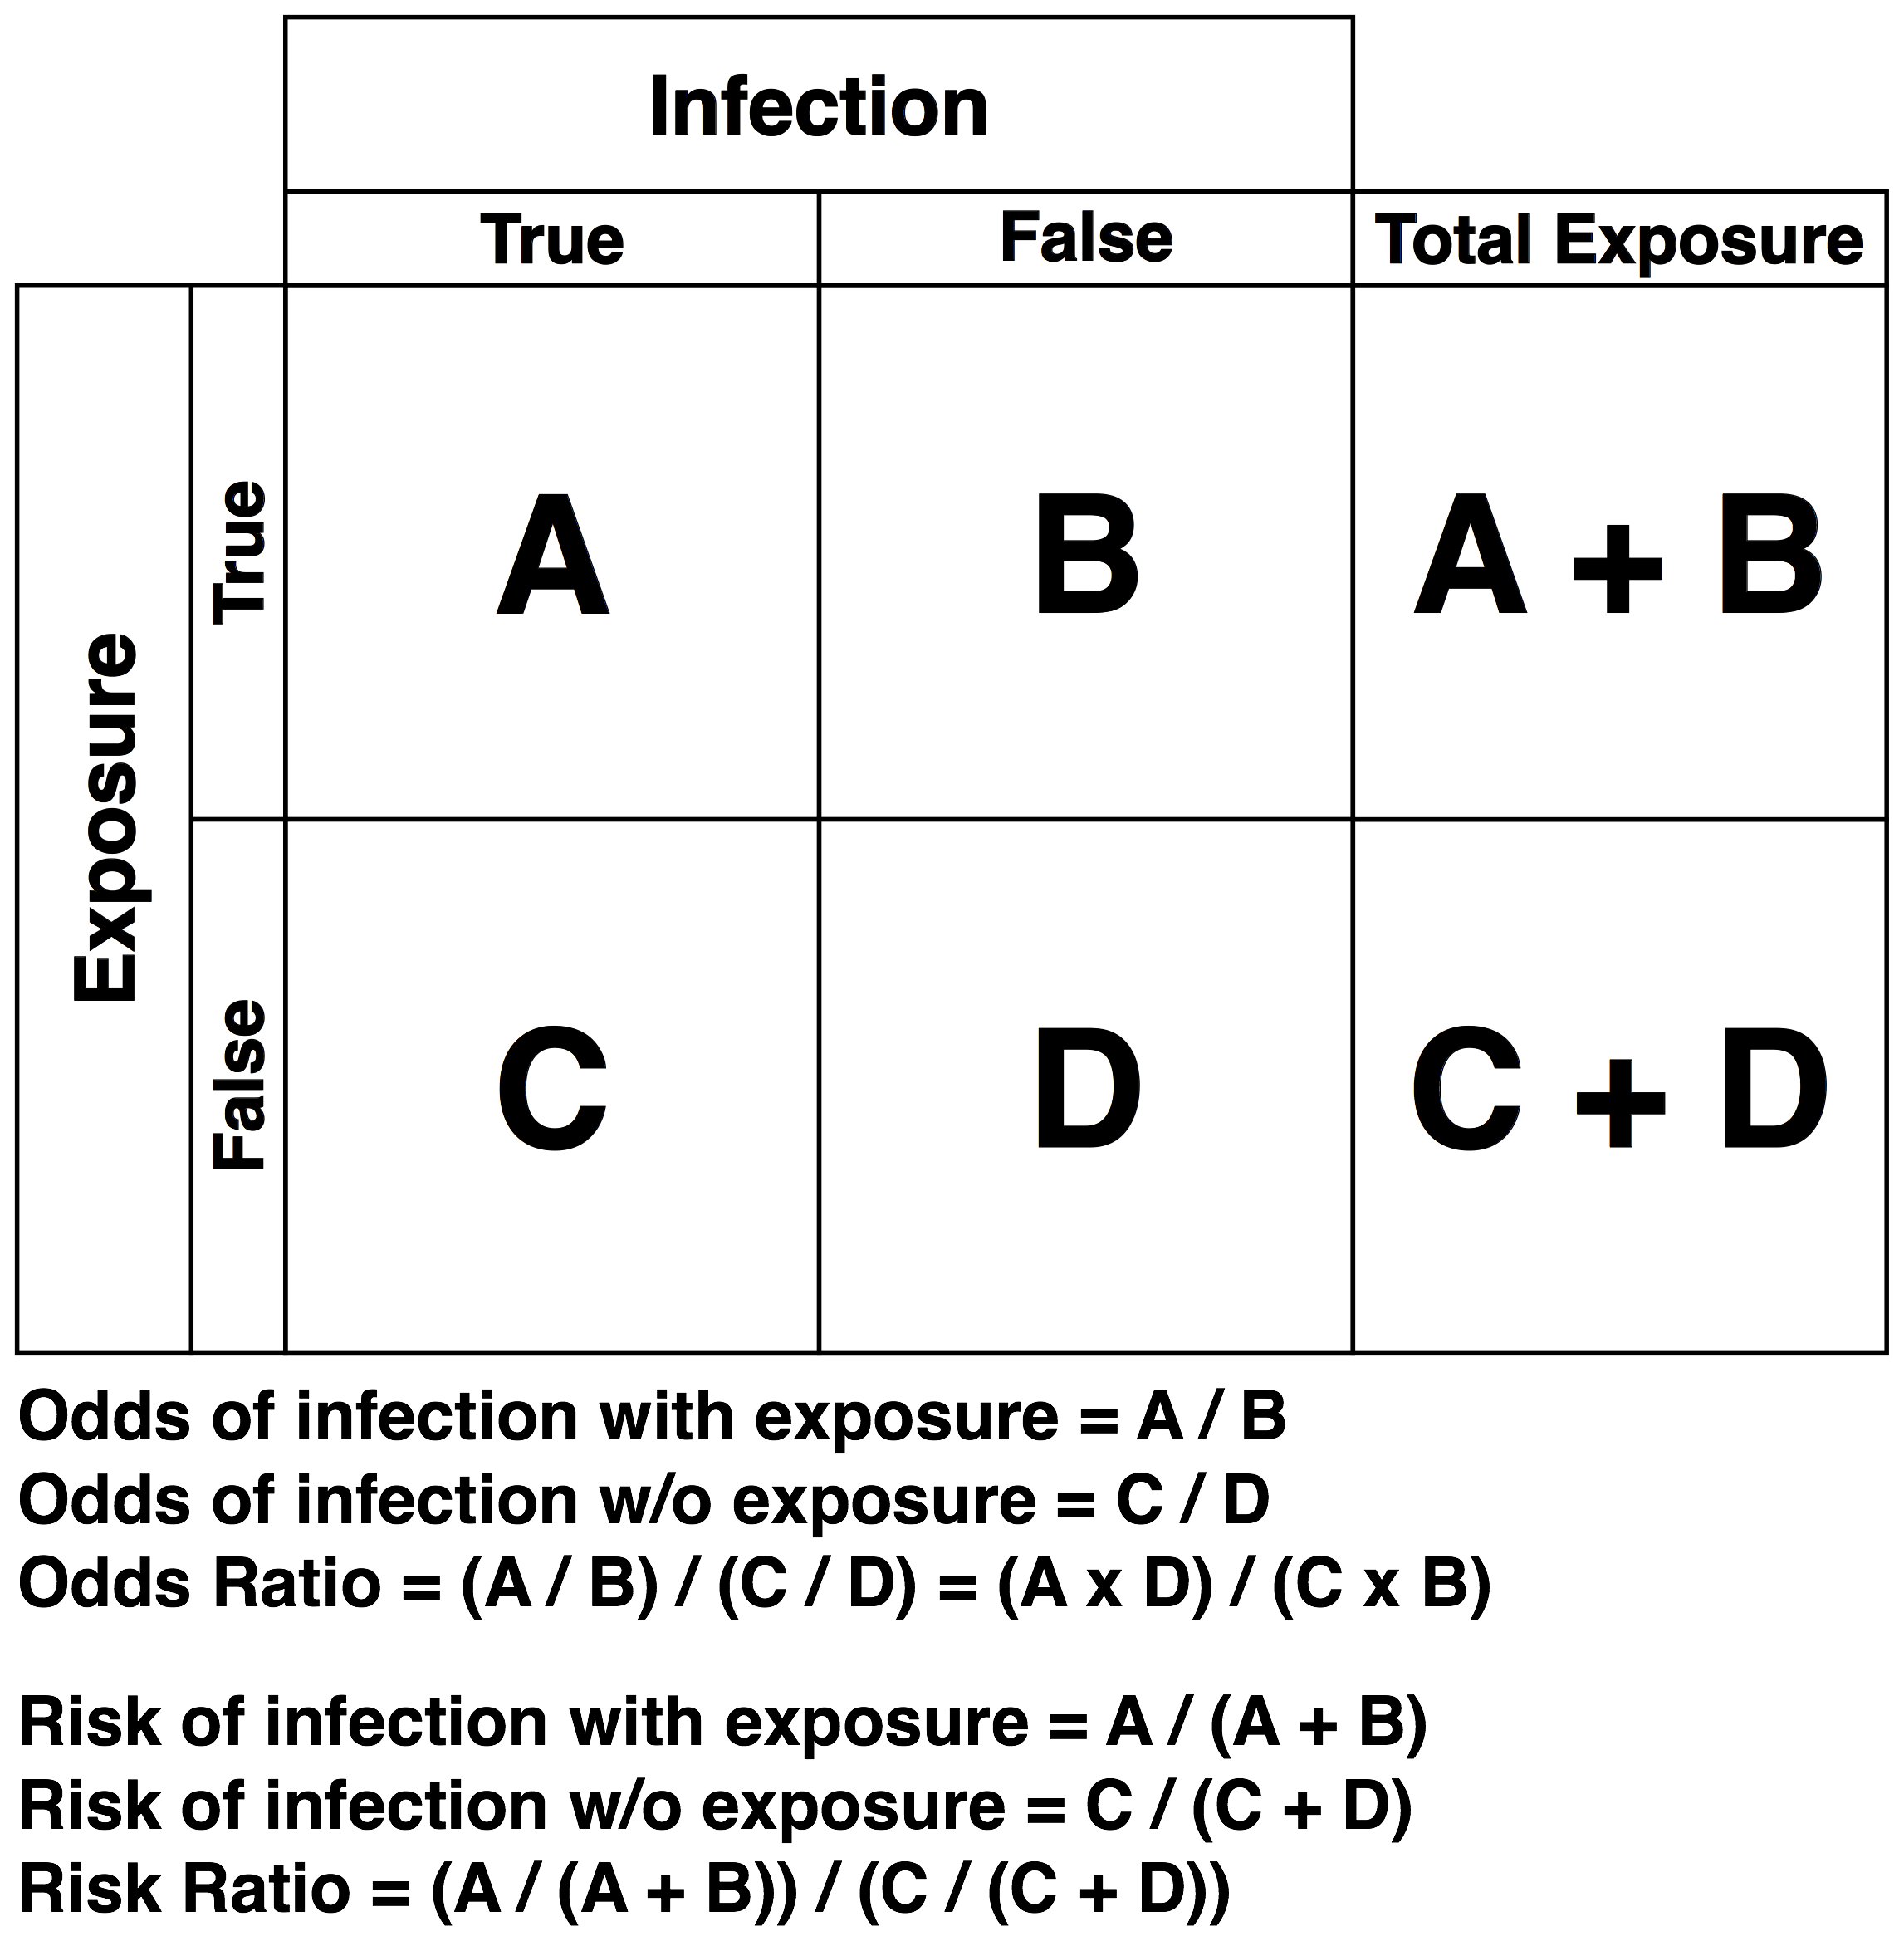 Infection
True False Total Exposure
Exposure
True
A B A + B
False
C D C + D
Odds of infection with exposure = A / B
Odds of infection w/o exposure = C / D
Odds Ratio = (A / B) / (C / D) = (A x D) / (C x B)
Risk of infection with exposure = A / (A + B)
Risk of infection w/o exposure = C / (C + D)
Risk Ratio = (A / (A + B)) / (C / (C + D))